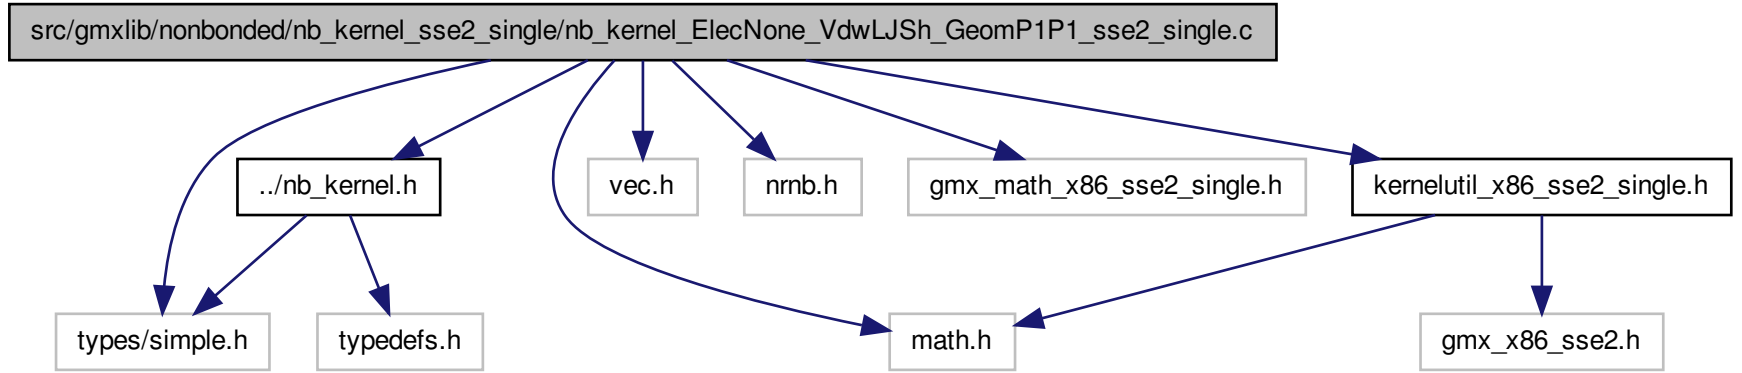 src/gmxlib/nonbonded/nb_kernel_sse2_single/nb_kernel_ElecNone_VdwLJSh_GeomP1P1_sse2_single.c
../nb_kernel.h
vec.h
nrnb.h
gmx_math_x86_sse2_single.h
kernelutil_x86_sse2_single.h
types/simple.h
typedefs.h
math.h
gmx_x86_sse2.h